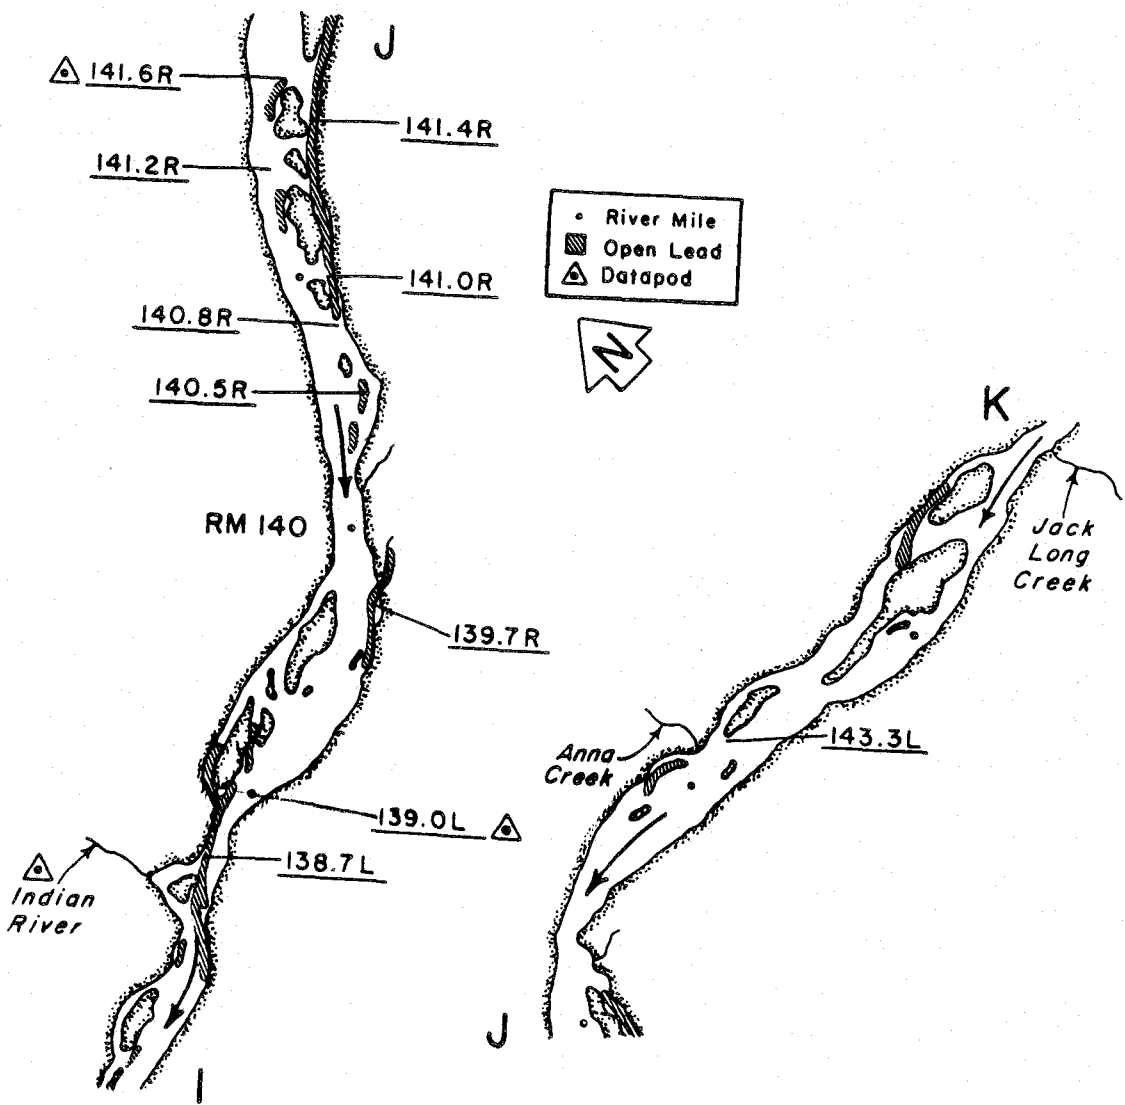 J
141.6R
141.4R
141.2R
River Mile
Open Lead
Datapod
141.0R
140.8R
N
140.5R
K
RM 140
Jack
Long
Creek
139.7R
143.3L
Anna
Creek
139.0L
138.7L
Indian
River
J
I